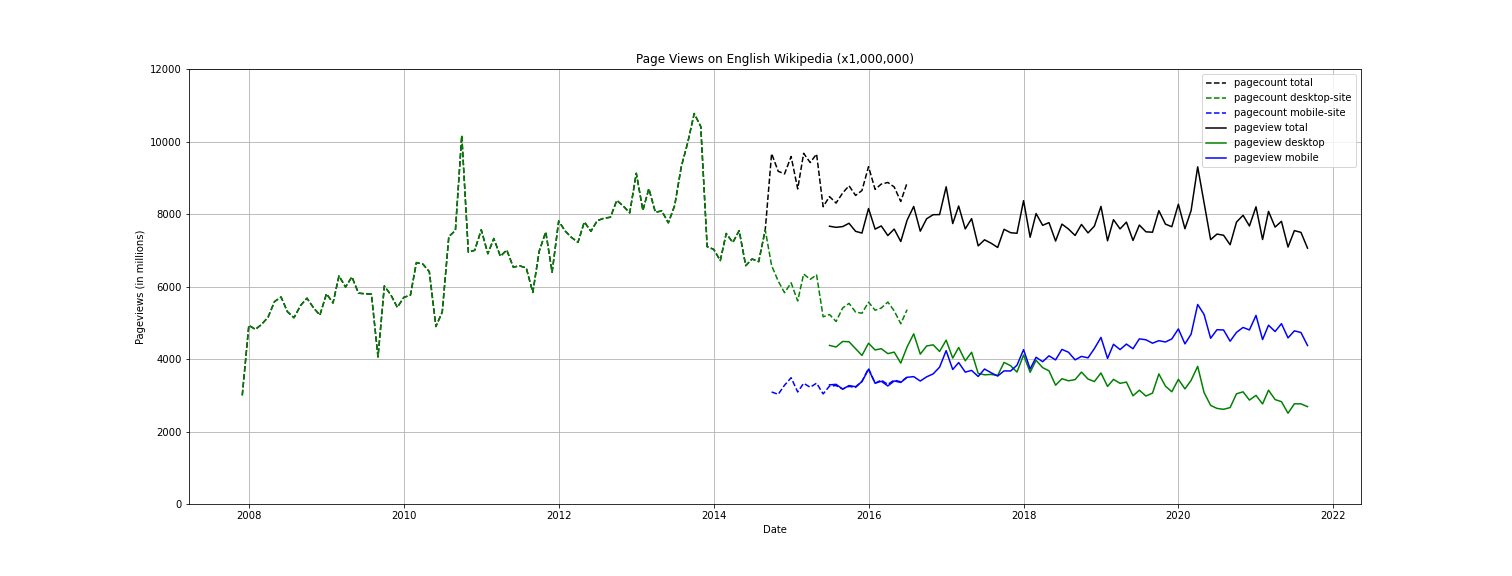 Page Views on English Wikipedia (x1,000,000)
12000
10000
8000
6000
4000
2000
0
Pageviews (in millions)
pagecount total
pagecount desktop-site
pagecount mobile-site
pageview total
pageview desktop
pageview mobile
2008 2010 2012 2014 2016 2018 2020 2022
Date